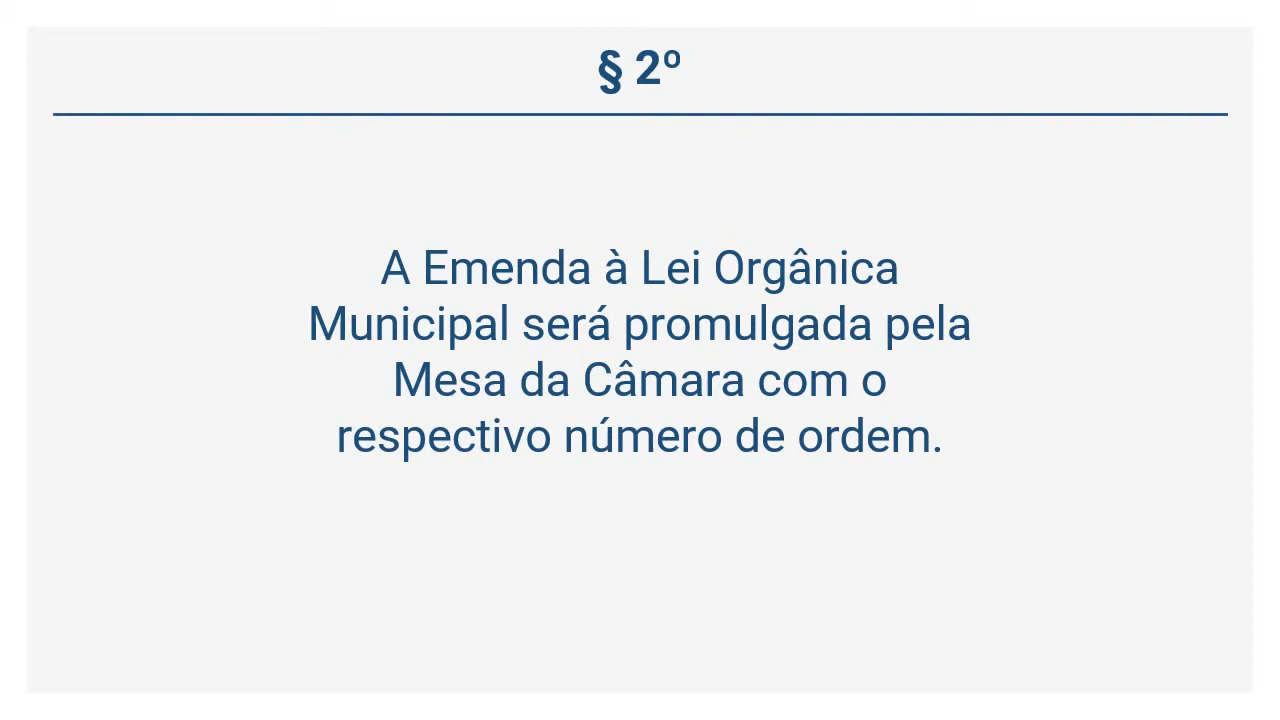 § 2º
A Emenda à Lei Orgânica
Municipal será promulgada pela
Mesa da Câmara com o
respectivo número de ordem.